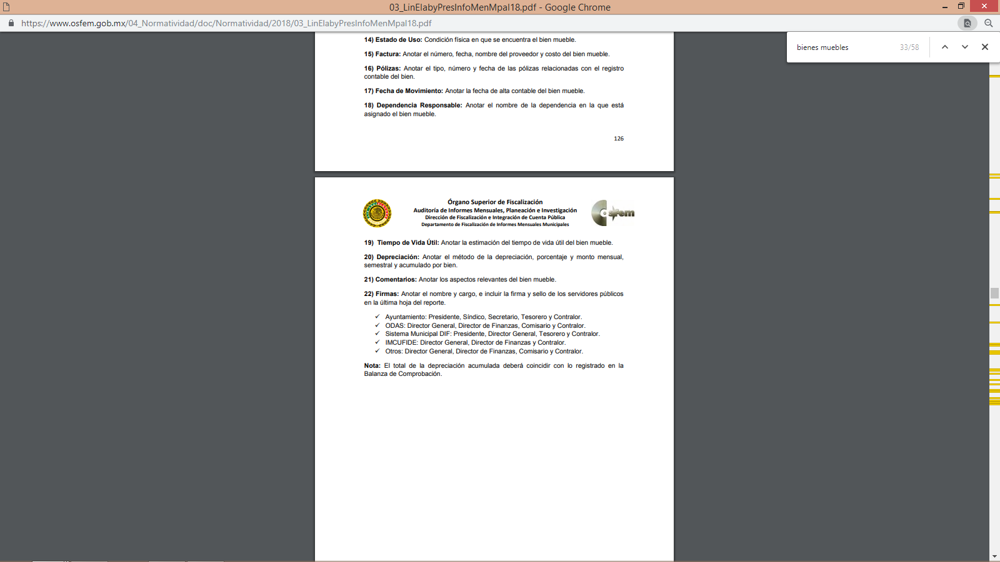 03_LinElabyPresInfoMenMpal18.pdf - Google Chrome
https://www.osfem.gob.mx/04_Normatividad/doc/Normatividad/2018/03_LinElabyPresInfoMenMpal18.pdf
bienes muebles 33/58
14) Estado de Uso: Condición física en que se encuentra el bien mueble.
15) Factura: Anotar el número, fecha, nombre del proveedor y costo del bien mueble.
16) Pólizas: Anotar el tipo, número y fecha de las pólizas relacionadas con el registro
contable del bien.
17) Fecha de Movimiento: Anotar la fecha de alta contable del bien mueble.
18) Dependencia Responsable: Anotar el nombre de la dependencia en la que está
asignado el bien mueble.
126
Órgano Superior de Fiscalización
Auditoría de Informes Mensuales, Planeación e Investigación
Dirección de Fiscalización e Integración de Cuenta Pública
Departamento de Fiscalización de Informes Mensuales Municipales
osfem
19) Tiempo de Vida Útil: Anotar la estimación del tiempo de vida útil del bien mueble.
20) Depreciación: Anotar el método de la depreciación, porcentaje y monto mensual,
semestral y acumulado por bien.
21) Comentarios: Anotar los aspectos relevantes del bien mueble.
22) Firmas: Anotar el nombre y cargo, e incluir la firma y sello de los servidores públicos
en la última hoja del reporte.
✓ Ayuntamiento: Presidente, Síndico, Secretario, Tesorero y Contralor.
✓ ODAS: Director General, Director de Finanzas, Comisario y Contralor.
✓ Sistema Municipal DIF: Presidente, Director General, Tesorero y Contralor.
✓ IMCUFIDE: Director General, Director de Finanzas y Contralor.
✓ Otros: Director General, Director de Finanzas, Comisario y Contralor.
Nota: El total de la depreciación acumulada deberá coincidir con lo registrado en la
Balanza de Comprobación.